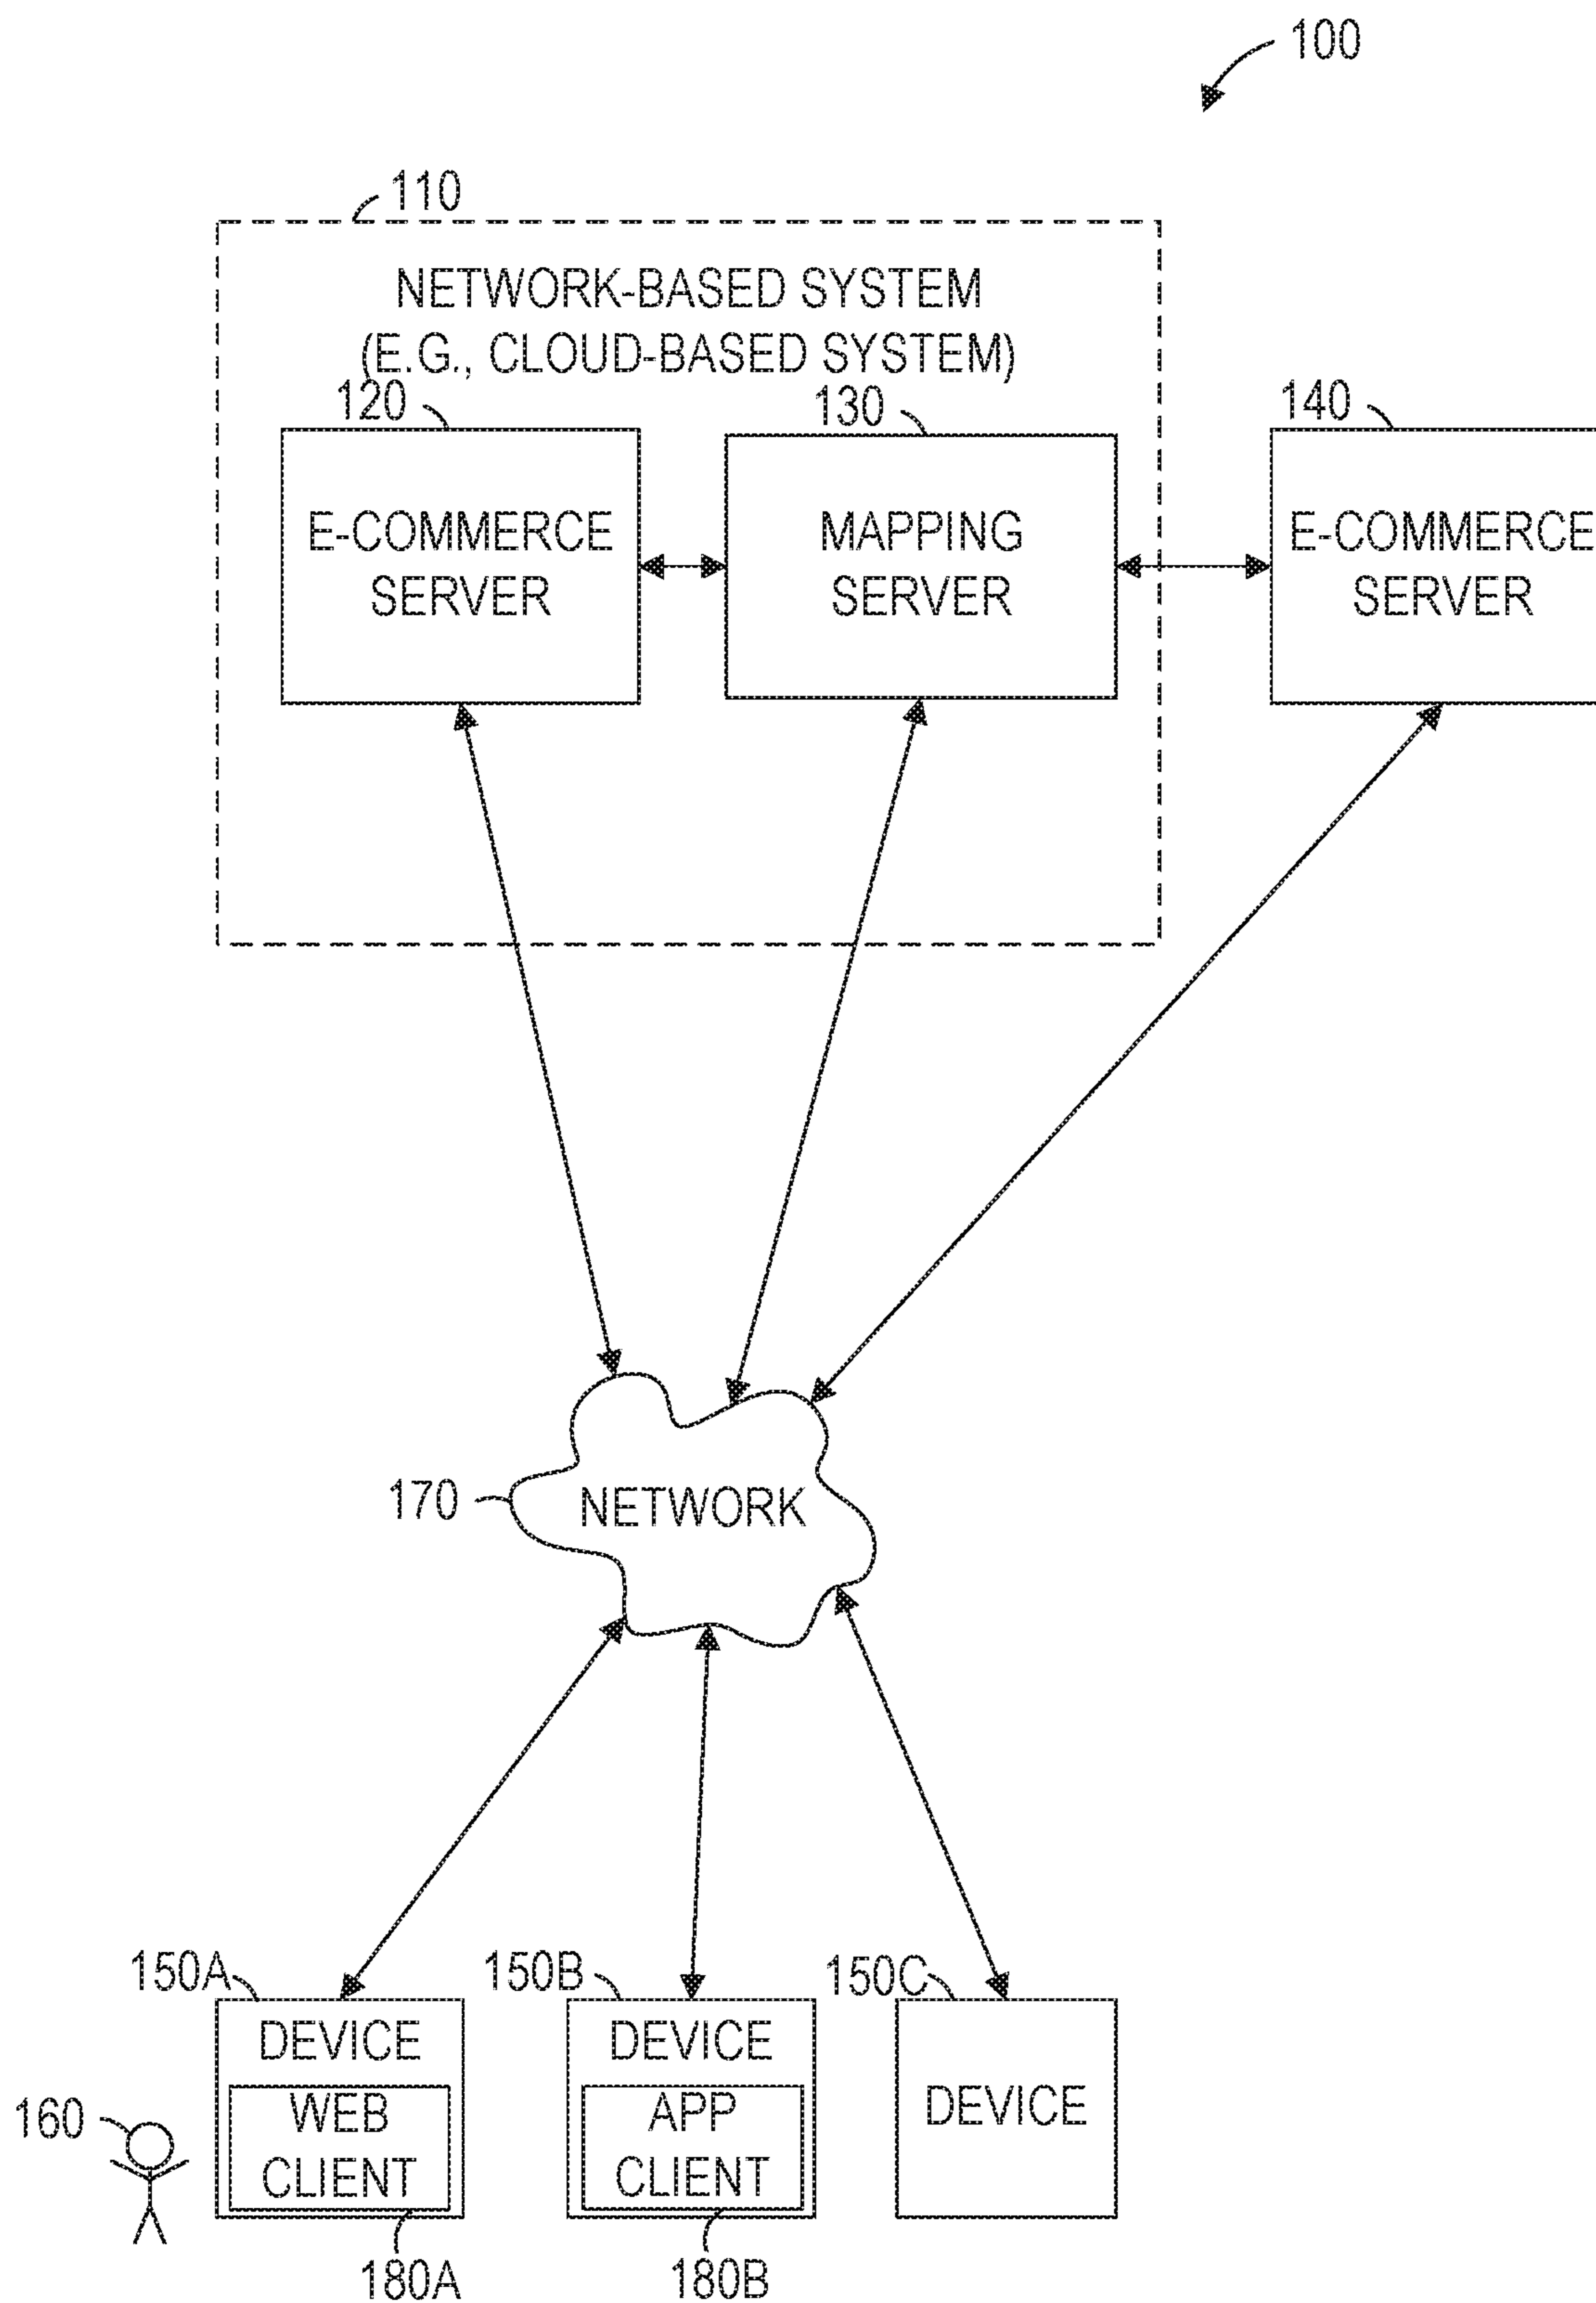 100
110
NETWORK-BASED SYSTEM
(E.G., CLOUD-BASED SYSTEM)
120
130
140
E-COMMERCE
SERVER
MAPPING
SERVER
E-COMMERCE
SERVER
170
NETWORK
150A
150B
150C
DEVICE
WEB
CLIENT
DEVICE
APP
CLIENT
DEVICE
160
180A
180B